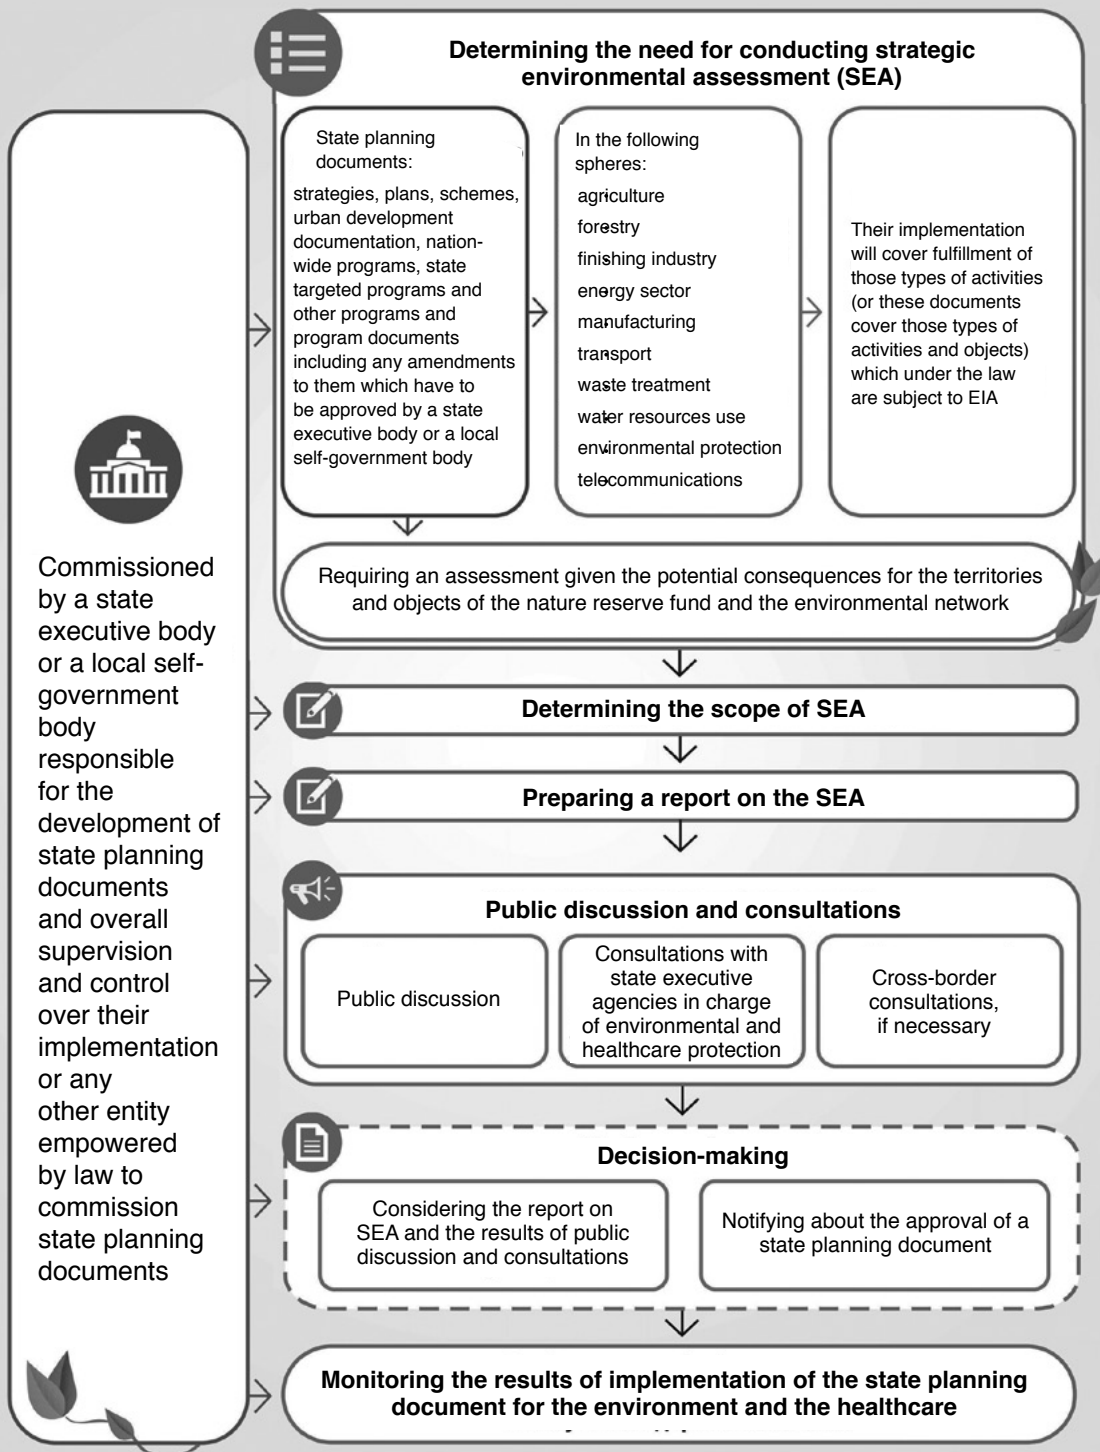 Determining the need for conducting strategic
environmental assessment (SEA)
State planning
documents:
strategies, plans, schemes,
urban development
documentation, nation-
wide programs, state
targeted programs and
other programs and
program documents
including any amendments
to them which have to
be approved by a state
executive body or a local
self-government body
In the following
spheres:
agriculture
forestry
finishing industry
energy sector
manufacturing
transport
waste treatment
water resources use
environmental protection
telecommunications
Their implementation
will cover fulfillment of
those types of activities
(or these documents
cover those types of
activities and objects)
which under the law
are subject to EIA
Requiring an assessment given the potential consequences for the territories
and objects of the nature reserve fund and the environmental network
Commissioned
by a state
executive body
or a local self-
government
body
responsible
for the
development of
state planning
documents
and overall
supervision
and control
over their
implementation
or any
other entity
empowered
by law to
commission
state planning
documents
Determining the scope of SEA
Preparing a report on the SEA
Public discussion and consultations
Public discussion
Consultations with
state executive
agencies in charge
of environmental and
healthcare protection
Cross-border
consultations,
if necessary
Decision-making
Considering the report on
SEA and the results of public
discussion and consultations
Notifying about the approval of a
state planning document
Monitoring the results of implementation of the state planning
document for the environment and the healthcare